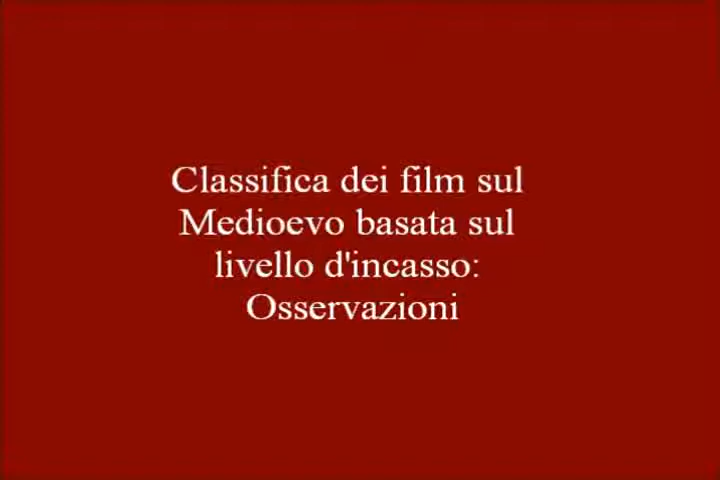 Classifica dei film sul
Medioevo basata sul
livello d'incasso:
Osservazioni